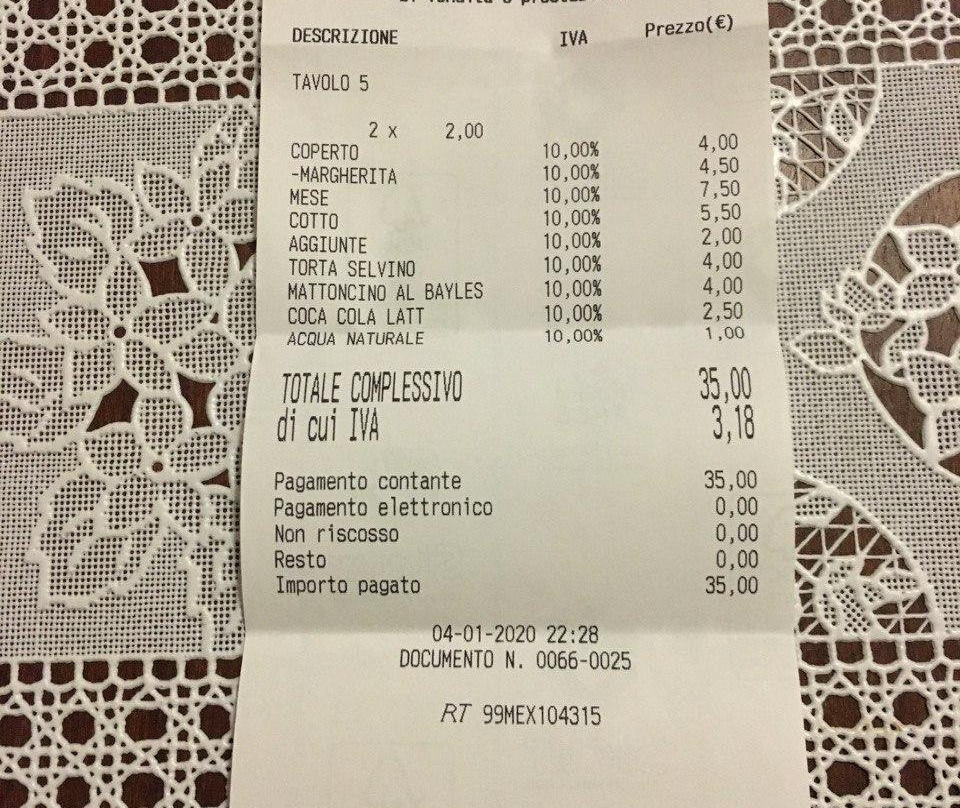 DESCRIZIONE IVA Prezzo(€)
TAVOLO 5
2 x 2,00
COPERTO 10,00% 4,00
-MARGHERITA 10,00% 4,50
MESE 10,00% 7,50
COTTO 10,00% 5,50
AGGIUNTE 10,00% 2,00
TORTA SELVINO 10,00% 4,00
MATTONCINO AL BAYLES 10,00% 4,00
COCA COLA LATT 10,00% 2,50
ACQUA NATURALE 10,00% 1,00
TOTALE COMPLESSIVO 35,00
di cui IVA 3,18
Pagamento contante 35,00
Pagamento elettronico 0,00
Non riscosso 0,00
Resto 0,00
Importo pagato 35,00
04-01-2020 22:28
DOCUMENTO N. 0066-0025
RT 99MEX104315